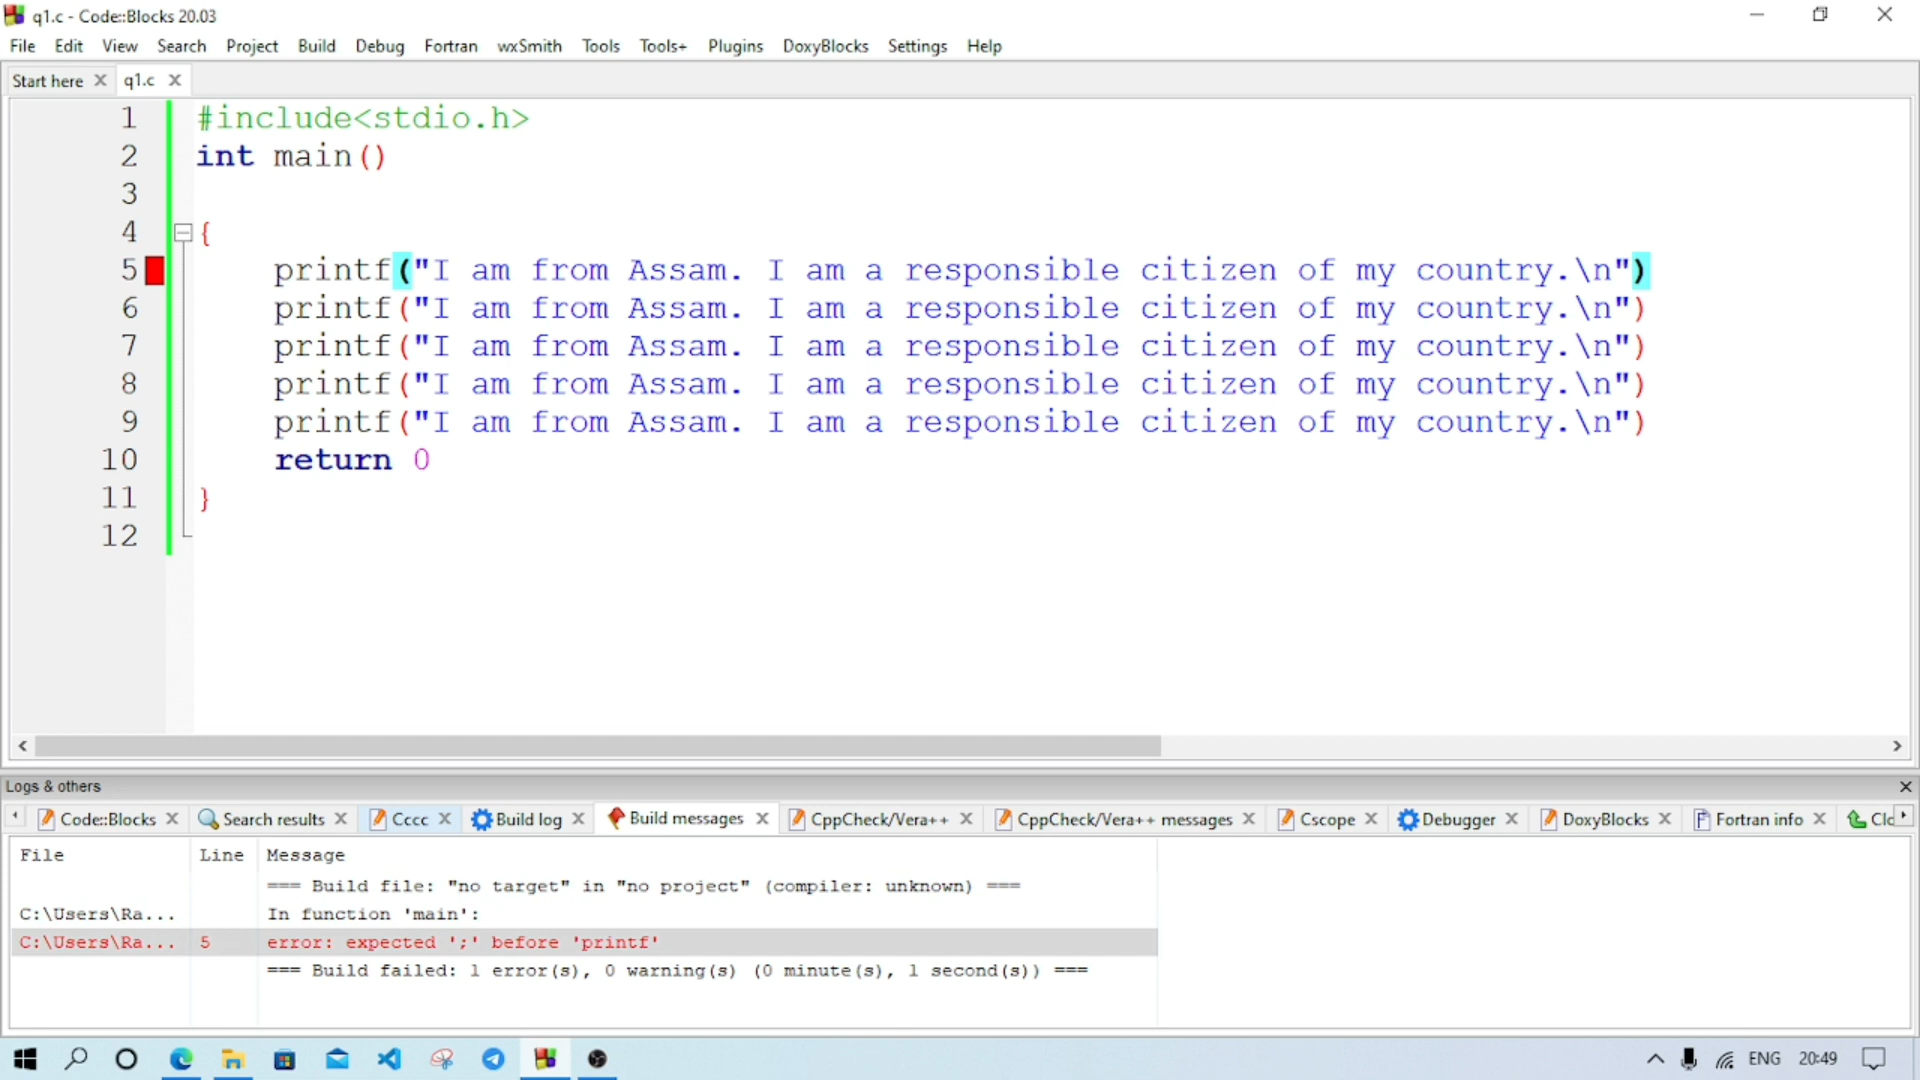 q1.c - Code::Blocks 20.03
File Edit View Search Project Build Debug Fortran wxSmith Tools Tools+ Plugins DoxyBlocks Settings Help
Start here q1.c
1 #include<stdio.h>
2 int main()
3
4 {
5 printf("I am from Assam. I am a responsible citizen of my country.\n")
6 printf("I am from Assam. I am a responsible citizen of my country.\n")
7 printf("I am from Assam. I am a responsible citizen of my country.\n")
8 printf("I am from Assam. I am a responsible citizen of my country.\n")
9 printf("I am from Assam. I am a responsible citizen of my country.\n")
10 return 0
11 }
12
Logs & others
Code::Blocks Search results Cccc Build log Build messages CppCheck/Vera++ CppCheck/Vera++ messages Cscope Debugger DoxyBlocks Fortran info Clo
File Line Message
=== Build file: "no target" in "no project" (compiler: unknown) ===
C:\Users\Ra... In function 'main':
C:\Users\Ra... 5 error: expected ';' before 'printf'
=== Build failed: 1 error(s), 0 warning(s) (0 minute(s), 1 second(s)) ===
ENG 20:49